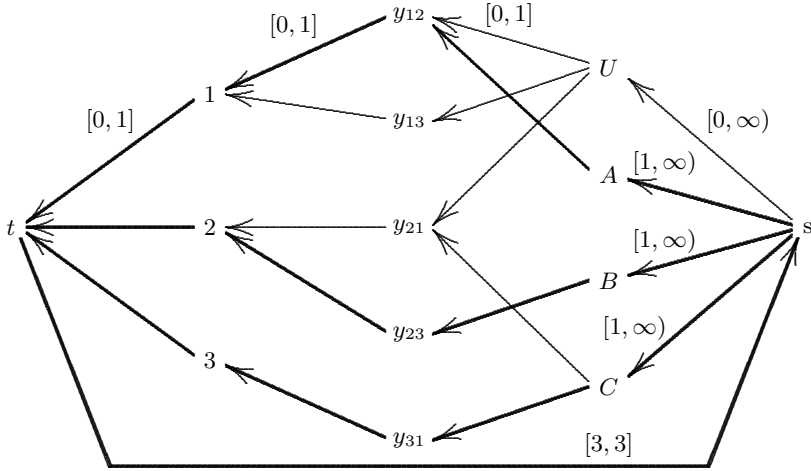 y₁₂
[0, 1]
[0, 1]
U
1
[0, 1]
y₁₃
[0, ∞)
A
[1, ∞)
t
2
y₂₁
s
[1, ∞)
B
[1, ∞)
y₂₃
3
C
y₃₁
[3, 3]